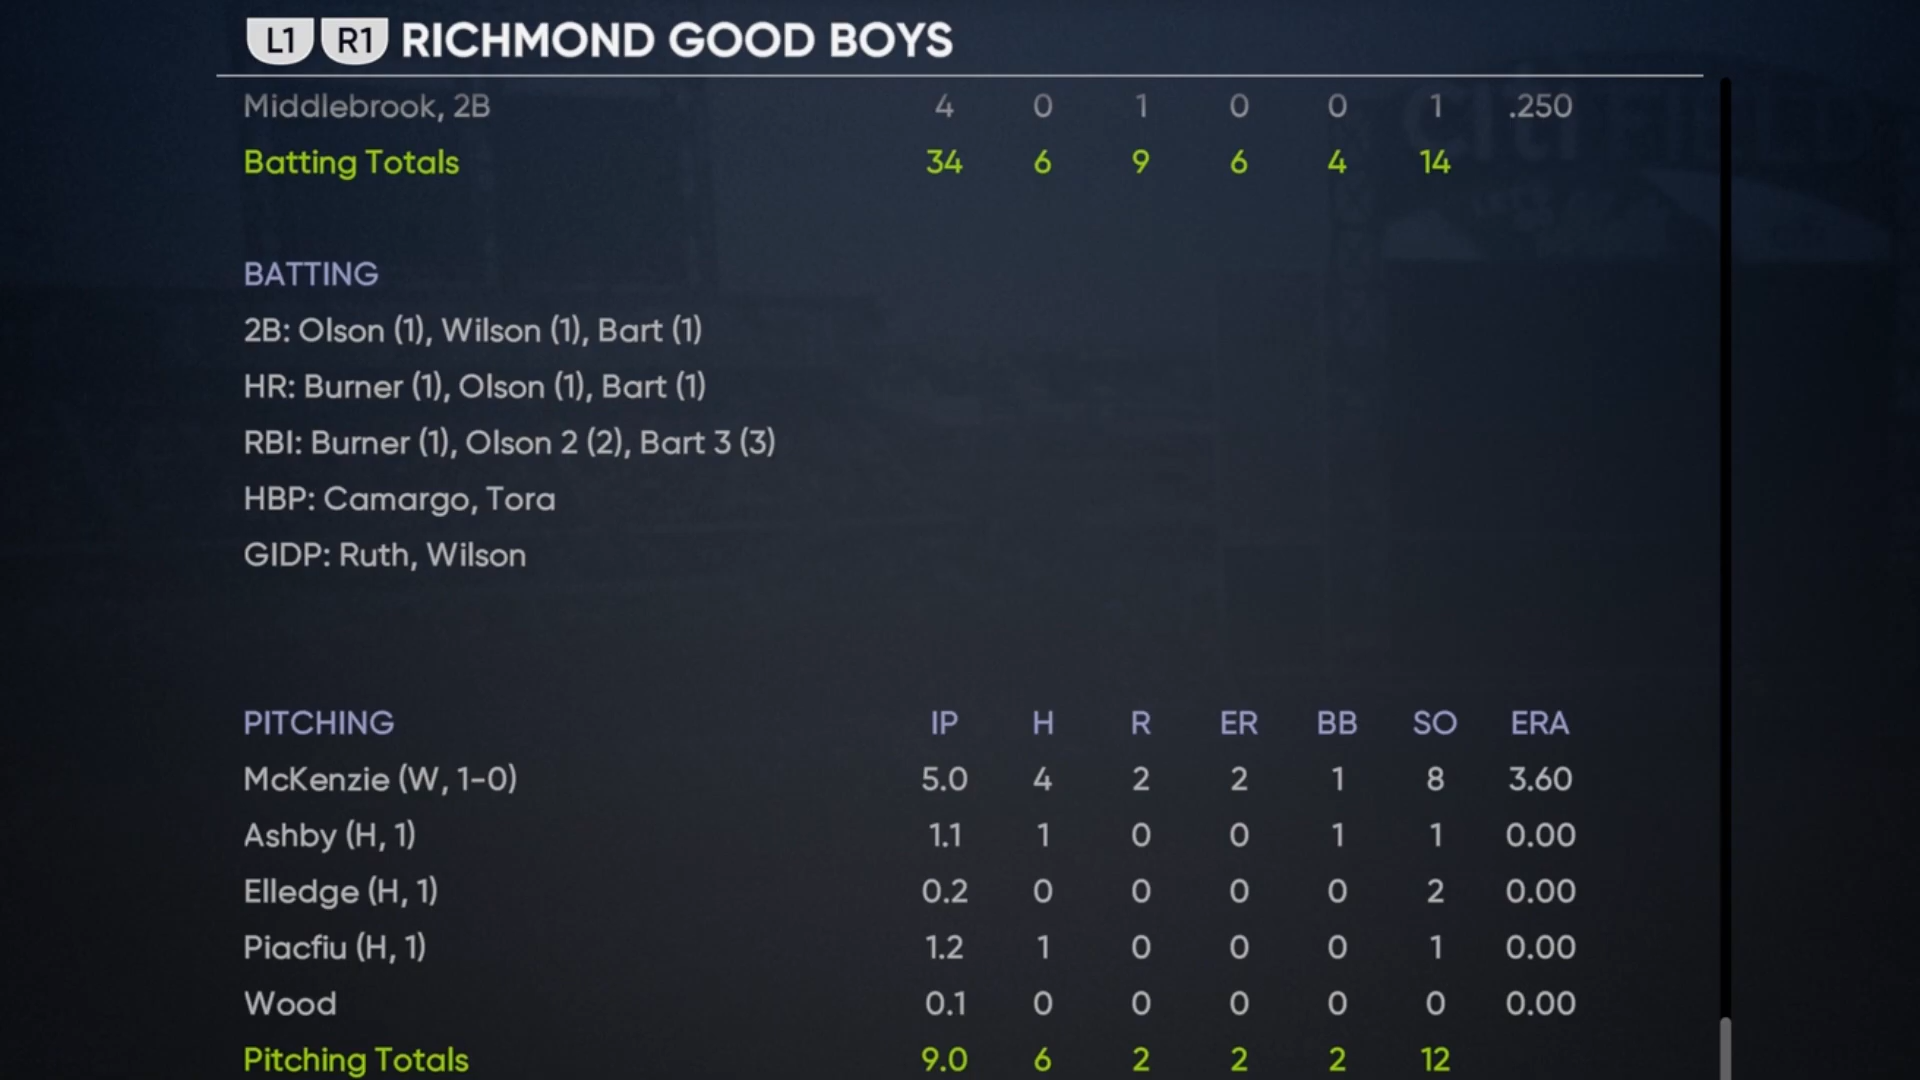 L1 R1 RICHMOND GOOD BOYS
Middlebrook, 2B 4 0 1 0 0 1 .250
Batting Totals 34 6 9 6 4 14
BATTING
2B: Olson (1), Wilson (1), Bart (1)
HR: Burner (1), Olson (1), Bart (1)
RBI: Burner (1), Olson 2 (2), Bart 3 (3)
HBP: Camargo, Tora
GIDP: Ruth, Wilson
PITCHING IP H R ER BB SO ERA
McKenzie (W, 1-0) 5.0 4 2 2 1 8 3.60
Ashby (H, 1) 1.1 1 0 0 1 1 0.00
Elledge (H, 1) 0.2 0 0 0 0 2 0.00
Piacfiu (H, 1) 1.2 1 0 0 0 1 0.00
Wood 0.1 0 0 0 0 0 0.00
Pitching Totals 9.0 6 2 2 2 12
citi FIELD